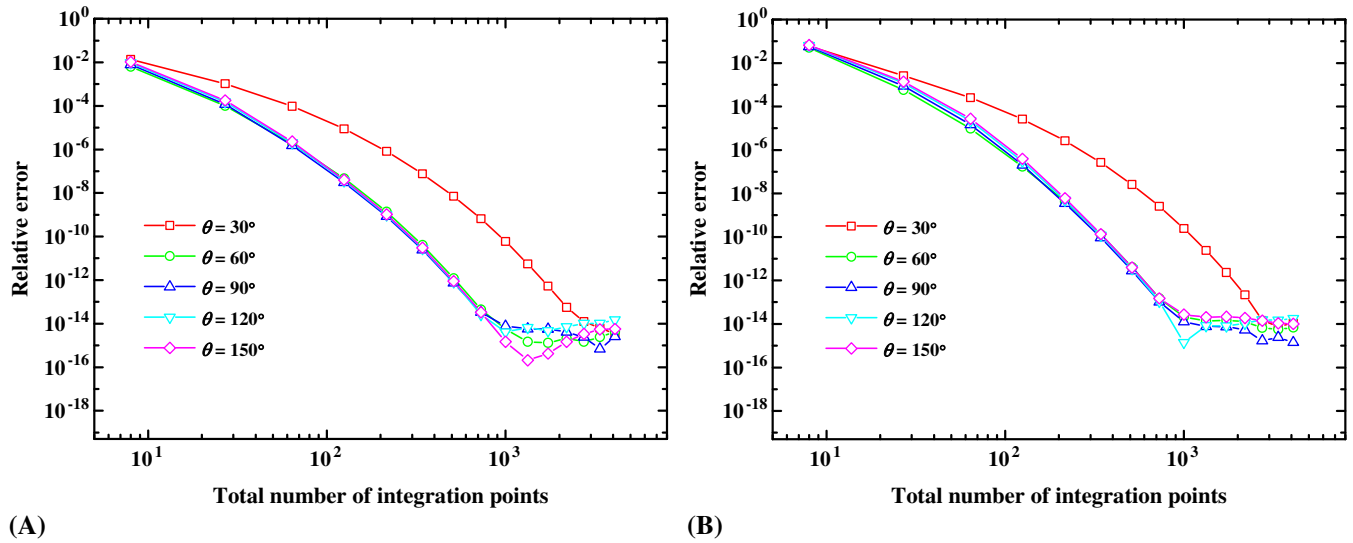 10^0
10^-2
10^-4
10^-6
10^-8
10^-10
10^-12
10^-14
10^-16
10^-18
Relative error
θ = 30°
θ = 60°
θ = 90°
θ = 120°
θ = 150°
10^1
10^2
10^3
Total number of integration points
(A)
10^0
10^-2
10^-4
10^-6
10^-8
10^-10
10^-12
10^-14
10^-16
10^-18
Relative error
θ = 30°
θ = 60°
θ = 90°
θ = 120°
θ = 150°
10^1
10^2
10^3
Total number of integration points
(B)